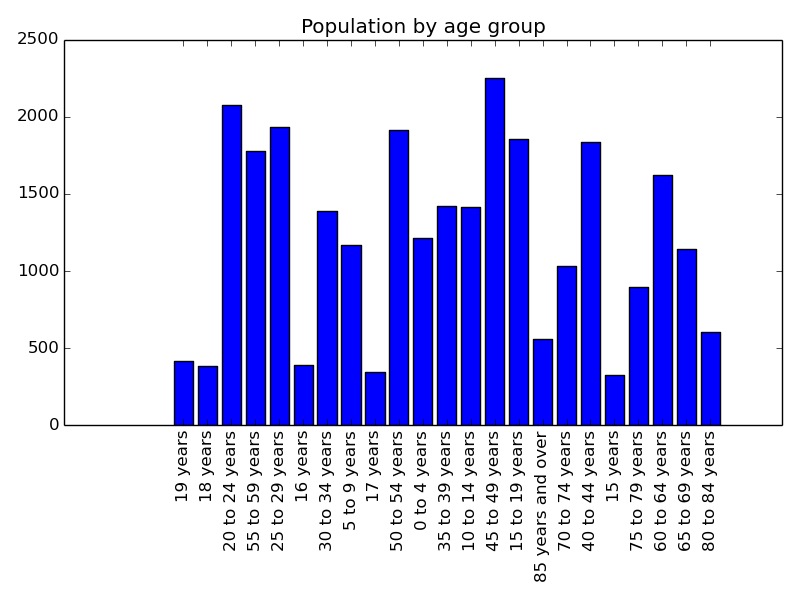 Population by age group
2500
2000
1500
1000
500
0
19 years
18 years
20 to 24 years
55 to 59 years
25 to 29 years
16 years
30 to 34 years
5 to 9 years
17 years
50 to 54 years
0 to 4 years
35 to 39 years
10 to 14 years
45 to 49 years
15 to 19 years
85 years and over
70 to 74 years
40 to 44 years
15 years
75 to 79 years
60 to 64 years
65 to 69 years
80 to 84 years